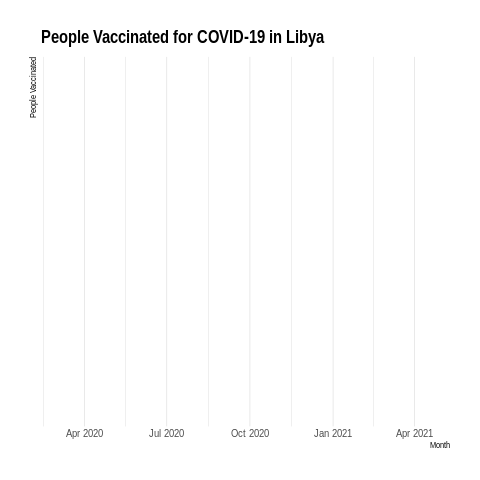 People Vaccinated for COVID-19 in Libya
People Vaccinated
Apr 2020 Jul 2020 Oct 2020 Jan 2021 Apr 2021
Month